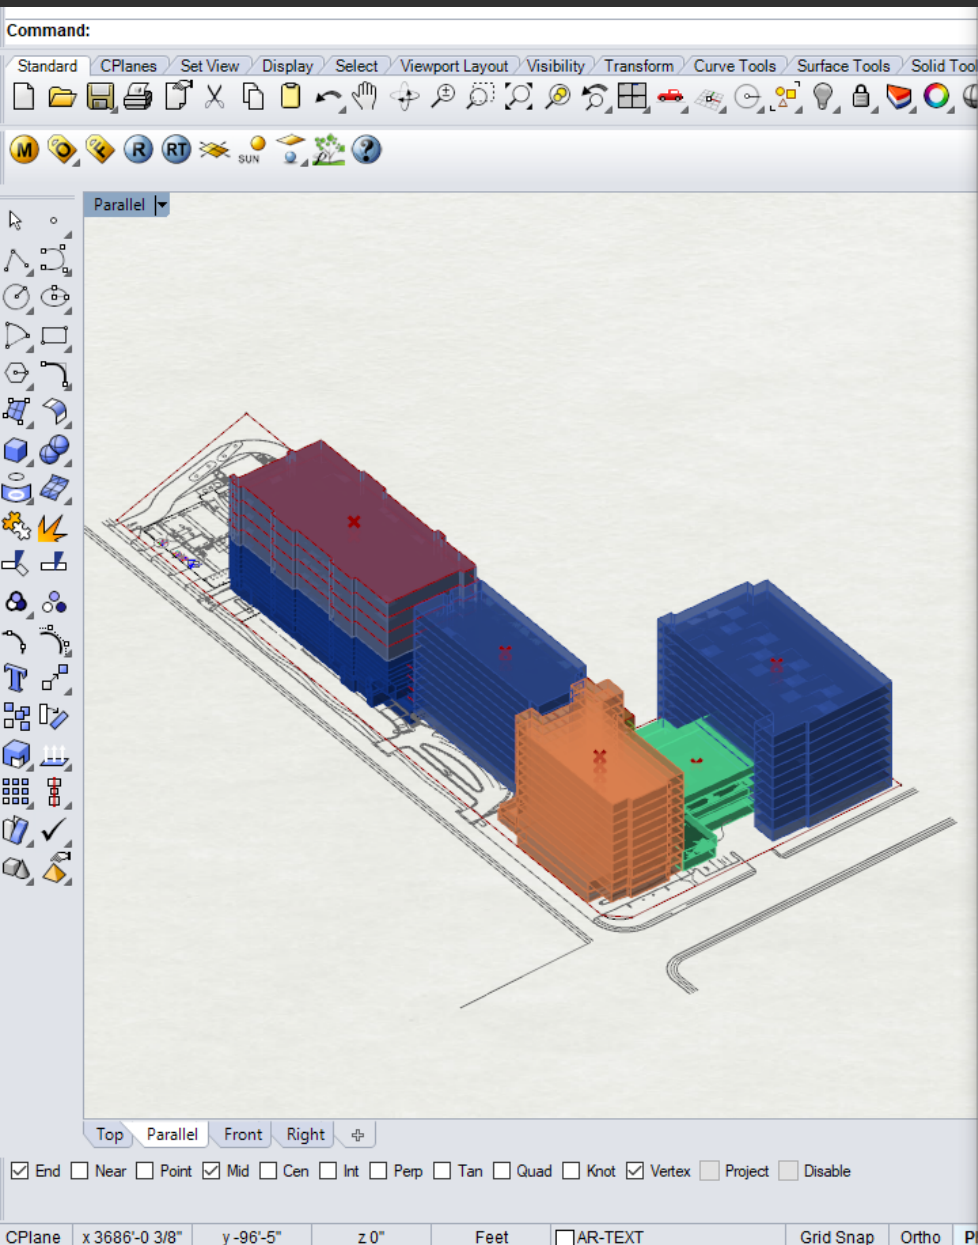 Command:
Standard CPlanes Set View Display Select Viewport Layout Visibility Transform Curve Tools Surface Tools Solid Tool
M O F R RT SUN ?
Parallel
T
Top Parallel Front Right
End Near Point Mid Cen Int Perp Tan Quad Knot Vertex Project Disable
CPlane x 3686'-0 3/8" y -96'-5" z 0" Feet AR-TEXT Grid Snap Ortho P